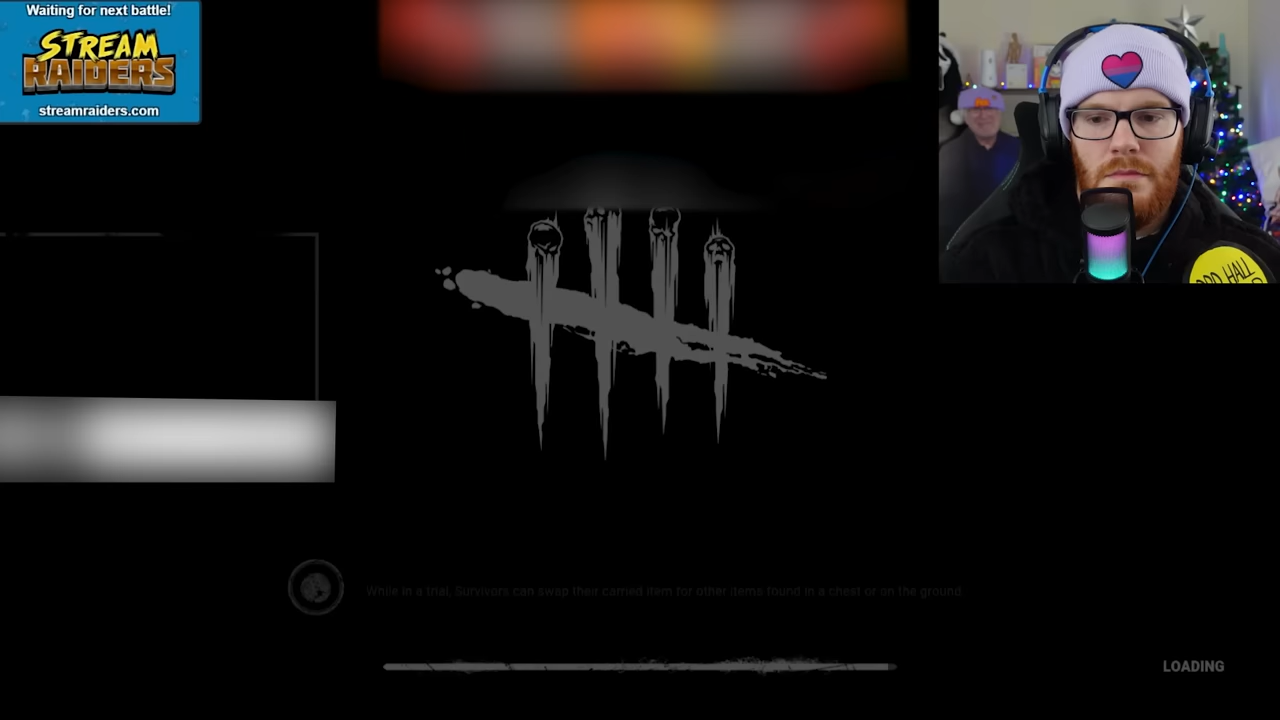 Waiting for next battle!
STREAM
RAIDERS
streamraiders.com
HALL
While in a trial, Survivors can swap their carried item for other items found in a chest or on the ground.
LOADING